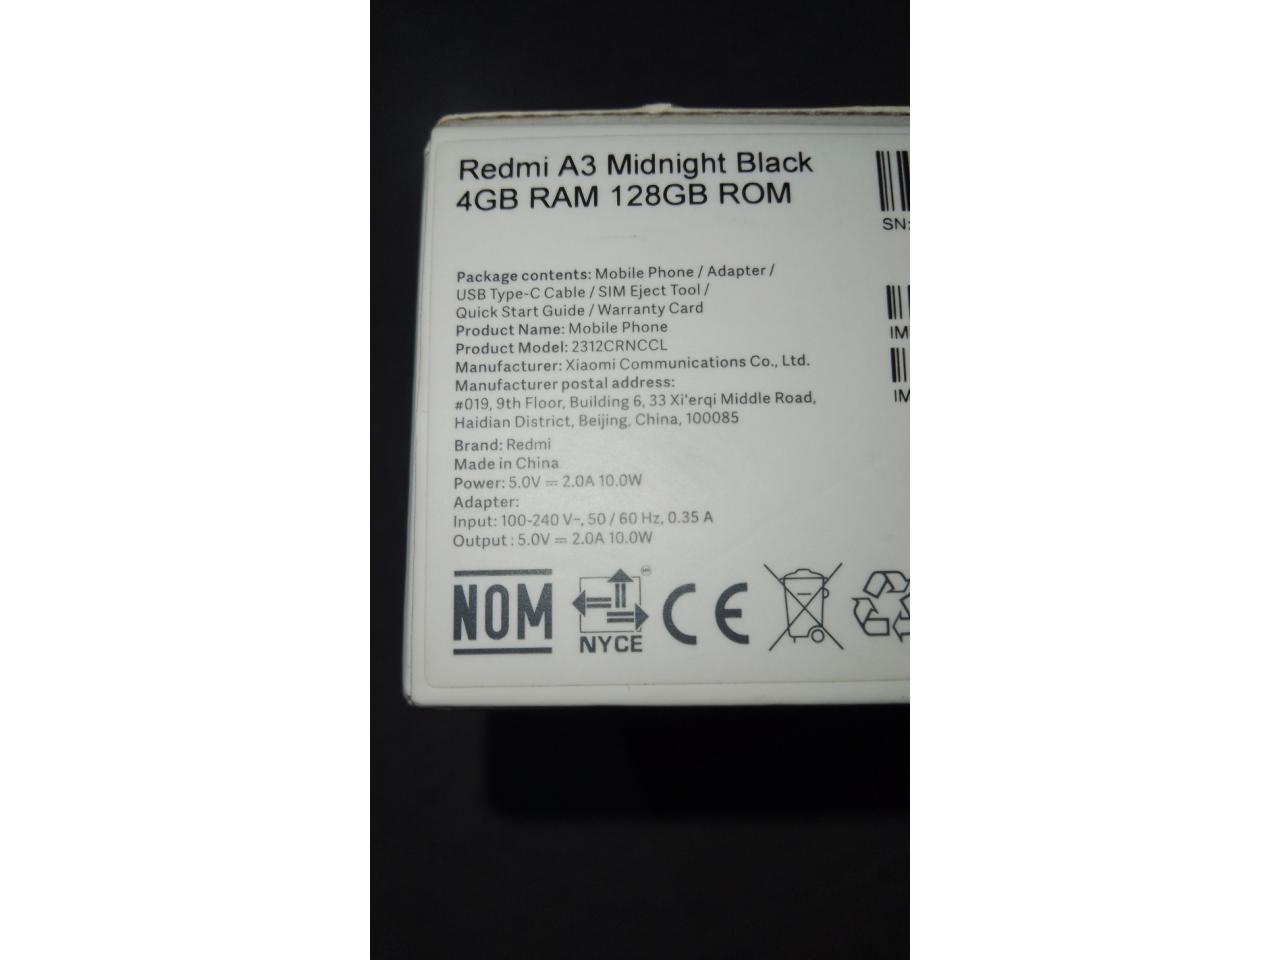 Redmi A3 Midnight Black
4GB RAM 128GB ROM
SN:
Package contents: Mobile Phone / Adapter /
USB Type-C Cable / SIM Eject Tool /
Quick Start Guide / Warranty Card
Product Name: Mobile Phone
Product Model: 2312CRNCCL
Manufacturer: Xiaomi Communications Co., Ltd.
Manufacturer postal address:
#019, 9th Floor, Building 6, 33 Xi'erqi Middle Road,
Haidian District, Beijing, China, 100085
Brand: Redmi
Made in China
Power: 5.0V ⎓ 2.0A 10.0W
Adapter:
Input: 100-240 V~, 50 / 60 Hz, 0.35 A
Output : 5.0V ⎓ 2.0A 10.0W
IM
IM
NOM
NYCE
CE